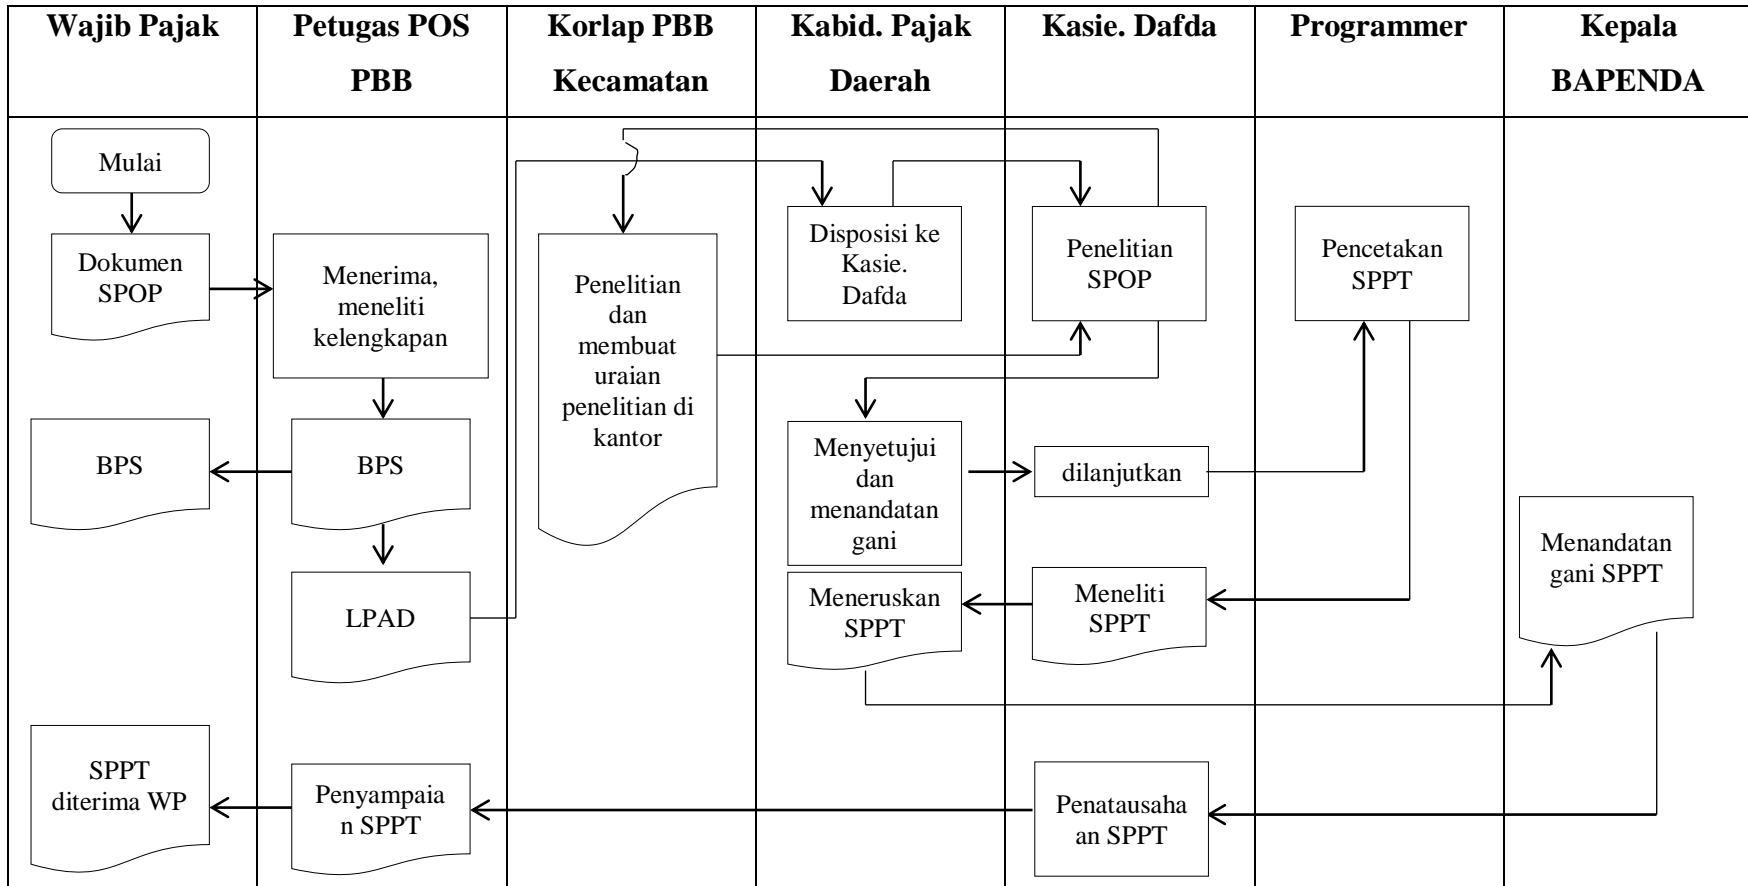 Wajib Pajak
Petugas POS
PBB
Korlap PBB
Kecamatan
Kabid. Pajak
Daerah
Kasie. Dafda
Programmer
Kepala
BAPENDA
Mulai
Dokumen
SPOP
Menerima,
meneliti
kelengkapan
Penelitian
dan
membuat
uraian
penelitian di
kantor
Disposisi ke
Kasie.
Dafda
Penelitian
SPOP
Pencetakan
SPPT
BPS
BPS
Menyetujui
dan
menandatan
gani
dilanjutkan
Menandatan
gani SPPT
LPAD
Meneruskan
SPPT
Meneliti
SPPT
SPPT
diterima WP
Penyampaia
n SPPT
Penatausaha
an SPPT